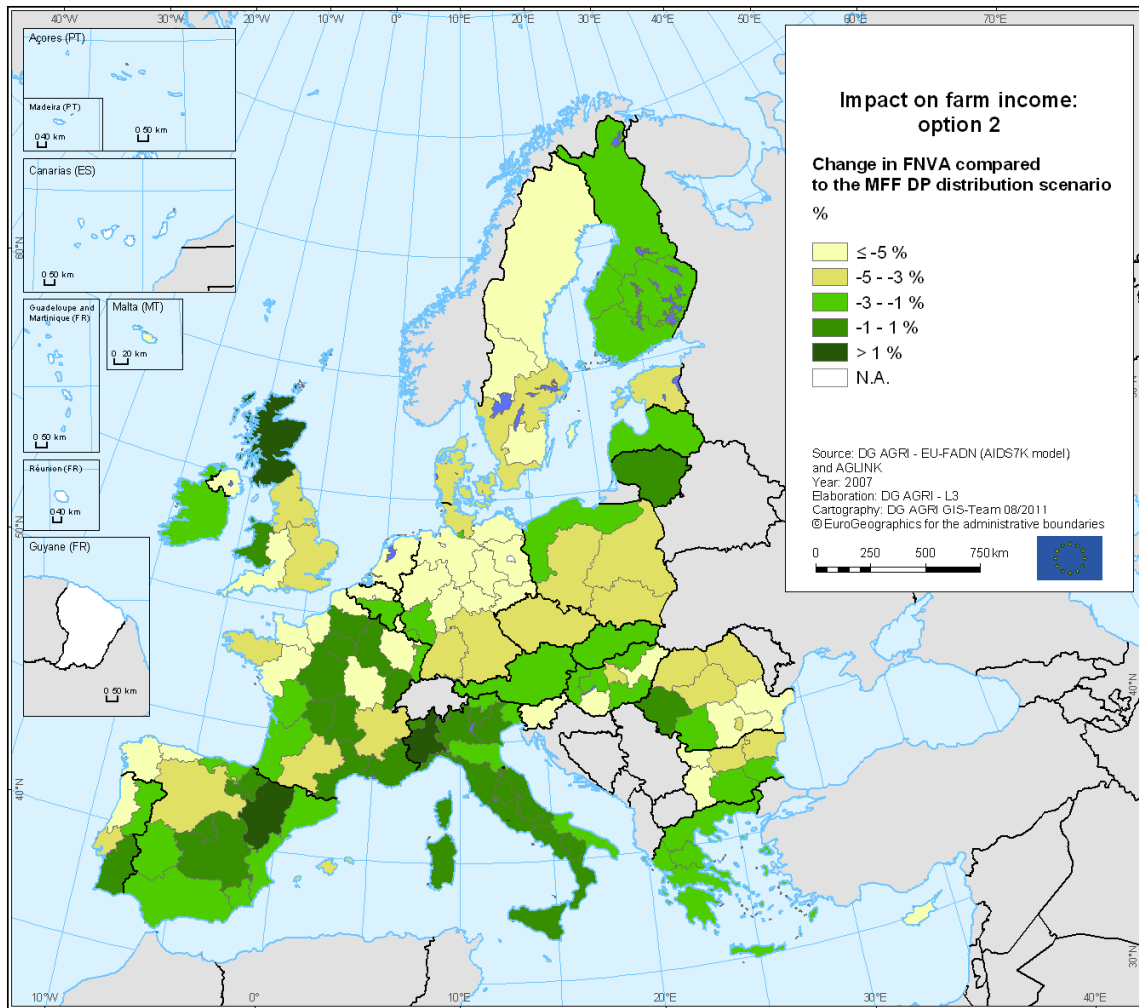 40°W
30°W
20°W
10°W
0°
10°E
20°E
30°E
40°E
50°E
60°E
70°E
Açores (PT)
Madeira (PT)
0 40 km
0 50 km
Canarias (ES)
0 50 km
Guadeloupe and
Martinique (FR)
0 50 km
Malta (MT)
0 20 km
Réunion (FR)
0 40 km
Guyane (FR)
0 50 km
60°N
50°N
40°N
Impact on farm income:
option 2
Change in FNVA compared
to the MFF DP distribution scenario
%
≤ -5 %
-5 - -3 %
-3 - -1 %
-1 - 1 %
> 1 %
N.A.
Source: DG AGRI - EU-FADN (AIDS7K model)
and AGLINK
Year: 2007
Elaboration: DG AGRI - L3
Cartography: DG AGRI GIS-Team 08/2011
© EuroGeographics for the administrative boundaries
0 250 500 750 km
40°N
30°N
10°W
0°
10°E
20°E
30°E
40°E